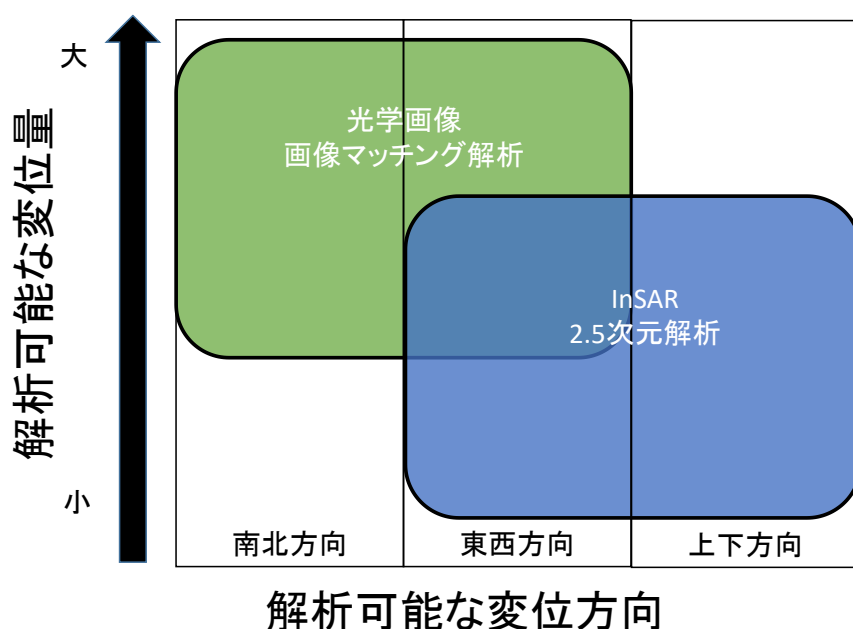 大
光学画像
画像マッチング解析
解析可能な変位量
InSAR
2.5次元解析
小
南北方向
東西方向
上下方向
解析可能な変位方向